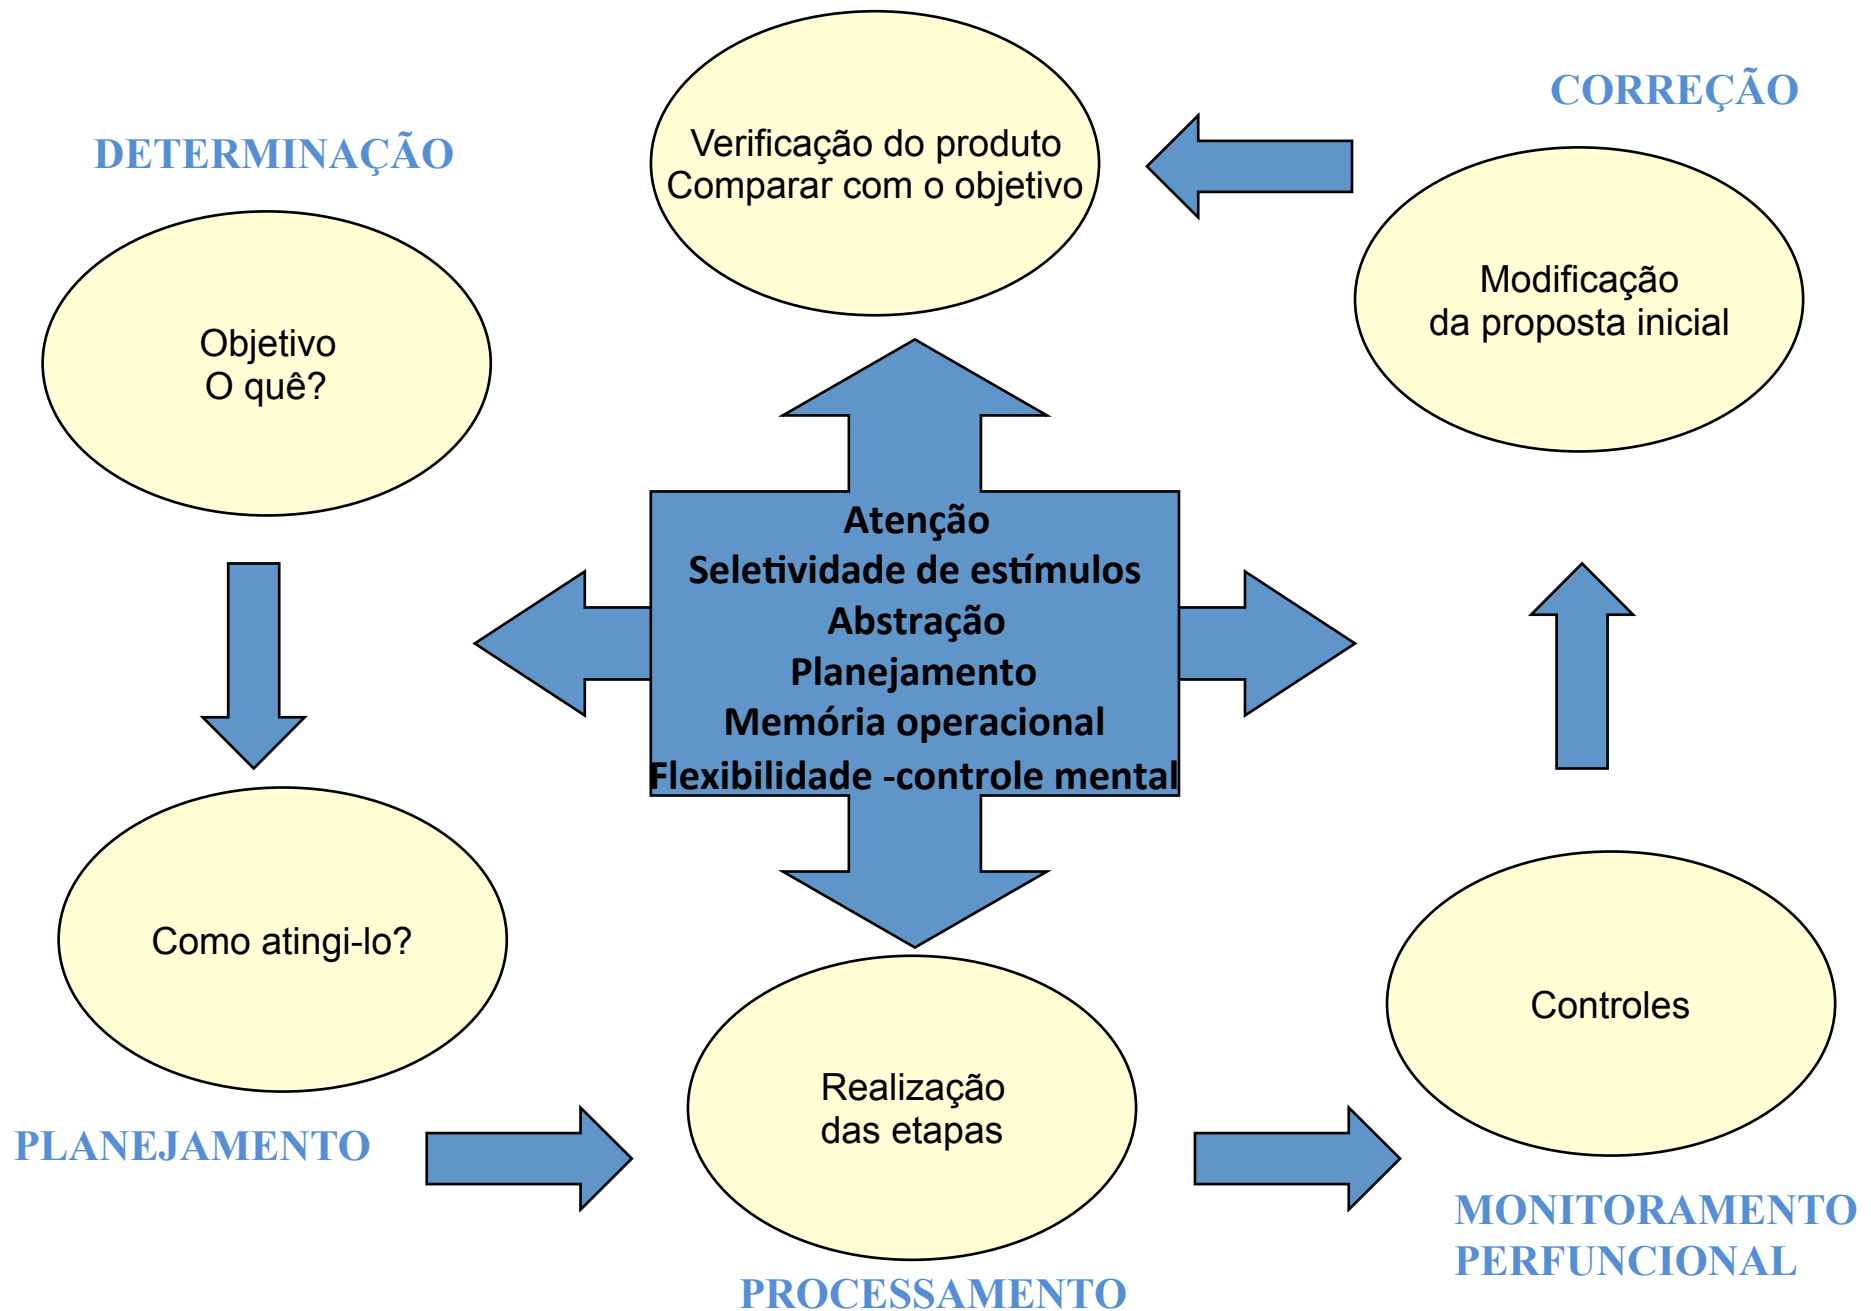 DETERMINAÇÃO
Objetivo
O quê?
Como atingi-lo?
PLANEJAMENTO
Realização
das etapas
PROCESSAMENTO
Controles
MONITORAMENTO
PERFUNCIONAL
CORREÇÃO
Modificação
da proposta inicial
Verificação do produto
Comparar com o objetivo
Atenção
Seletividade de estímulos
Abstração
Planejamento
Memória operacional
Flexibilidade -controle mental